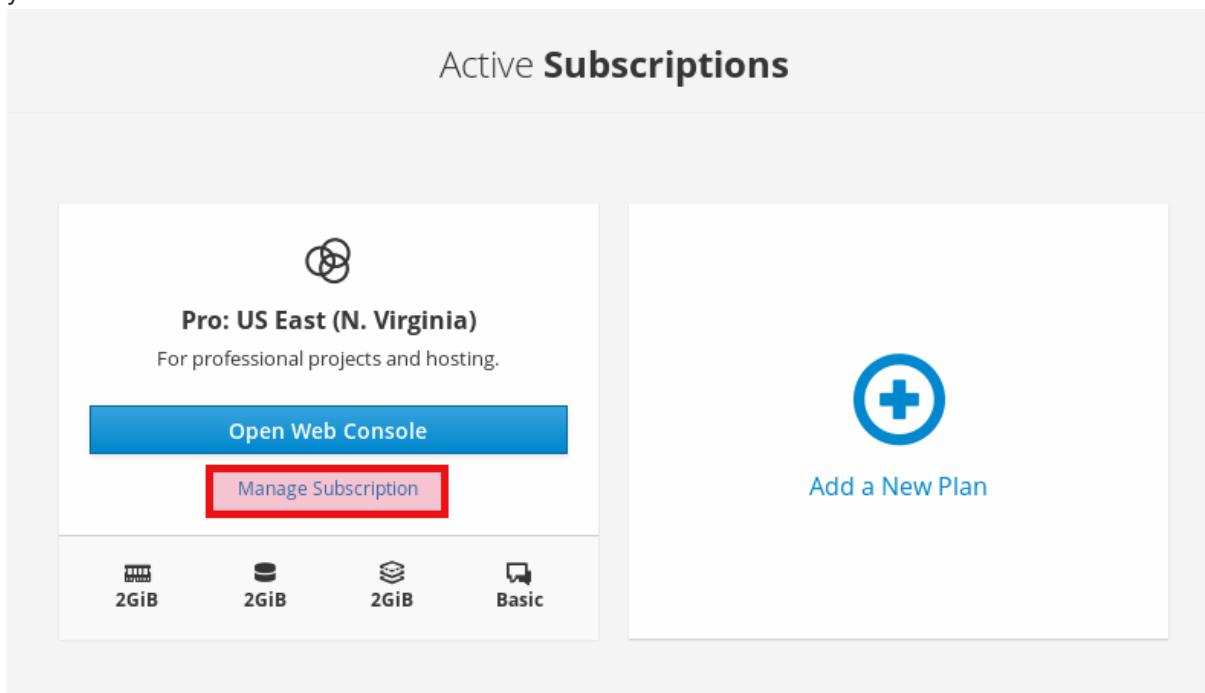 Active Subscriptions
Pro: US East (N. Virginia)
For professional projects and hosting.
Open Web Console
Manage Subscription
2GiB 2GiB 2GiB Basic
Add a New Plan